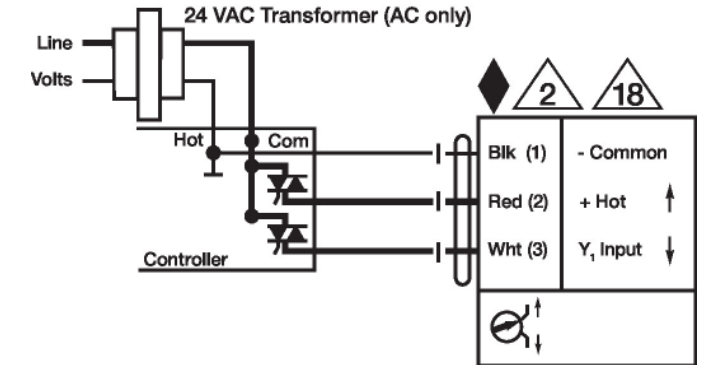 24 VAC Transformer (AC only)
Line
Volts
2
18
Hot
Com
Blk (1)
- Common
Red (2)
+ Hot
Wht (3)
Y1 Input
Controller